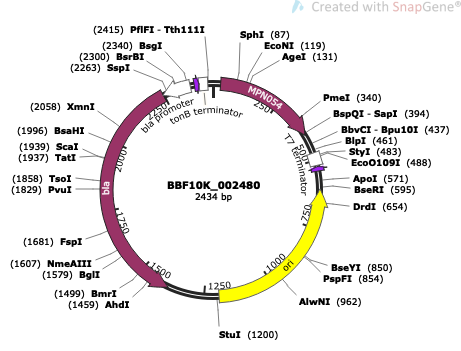 Created with SnapGene®
(2415) PflFI - Tth111I
(2340) BsgI
(2300) BsrBI
(2263) SspI
(2058) XmnI
(1996) BsaHI
(1939) ScaI
(1937) TatI
(1858) TsoI
(1829) PvuI
(1681) FspI
(1607) NmeAIII
(1579) BglI
(1499) BmrI
(1459) AhdI
SphI (87)
EcoNI (119)
AgeI (131)
PmeI (340)
BspQI - SapI (394)
BbvCI - Bpu10I (437)
BlpI (461)
StyI (483)
EcoO109I (488)
ApoI (571)
BseRI (595)
DrdI (654)
BseYI (850)
PspFI (854)
AlwNI (962)
StuI (1200)
MPN054
T7 terminator
tonB terminator
bla promoter
bla
ori
250
500
750
1000
1250
1500
1750
2000
2250
BBF10K_002480
2434 bp